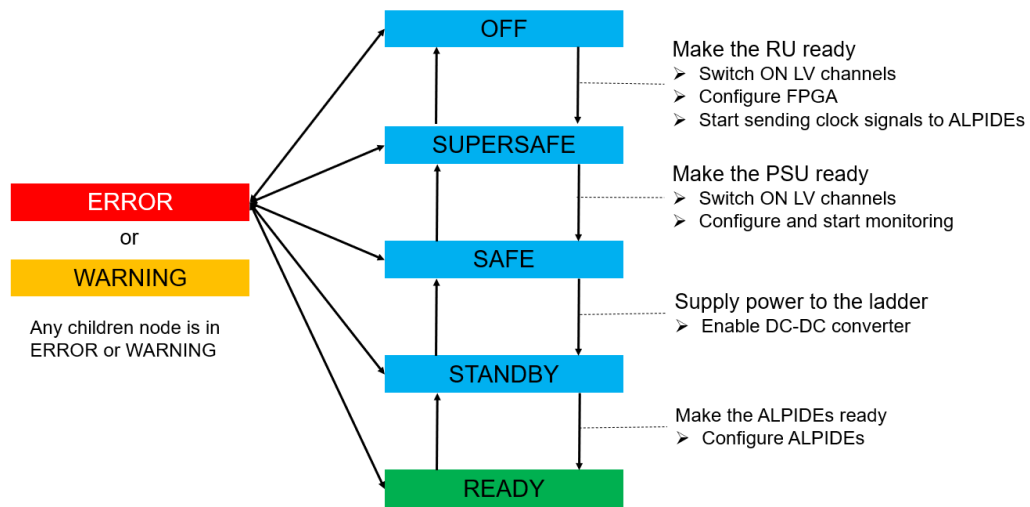 OFF
Make the RU ready
➢ Switch ON LV channels
➢ Configure FPGA
➢ Start sending clock signals to ALPIDEs
SUPERSAFE
Make the PSU ready
➢ Switch ON LV channels
➢ Configure and start monitoring
ERROR
or
WARNING
Any children node is in
ERROR or WARNING
SAFE
Supply power to the ladder
➢ Enable DC-DC converter
STANDBY
Make the ALPIDEs ready
➢ Configure ALPIDEs
READY